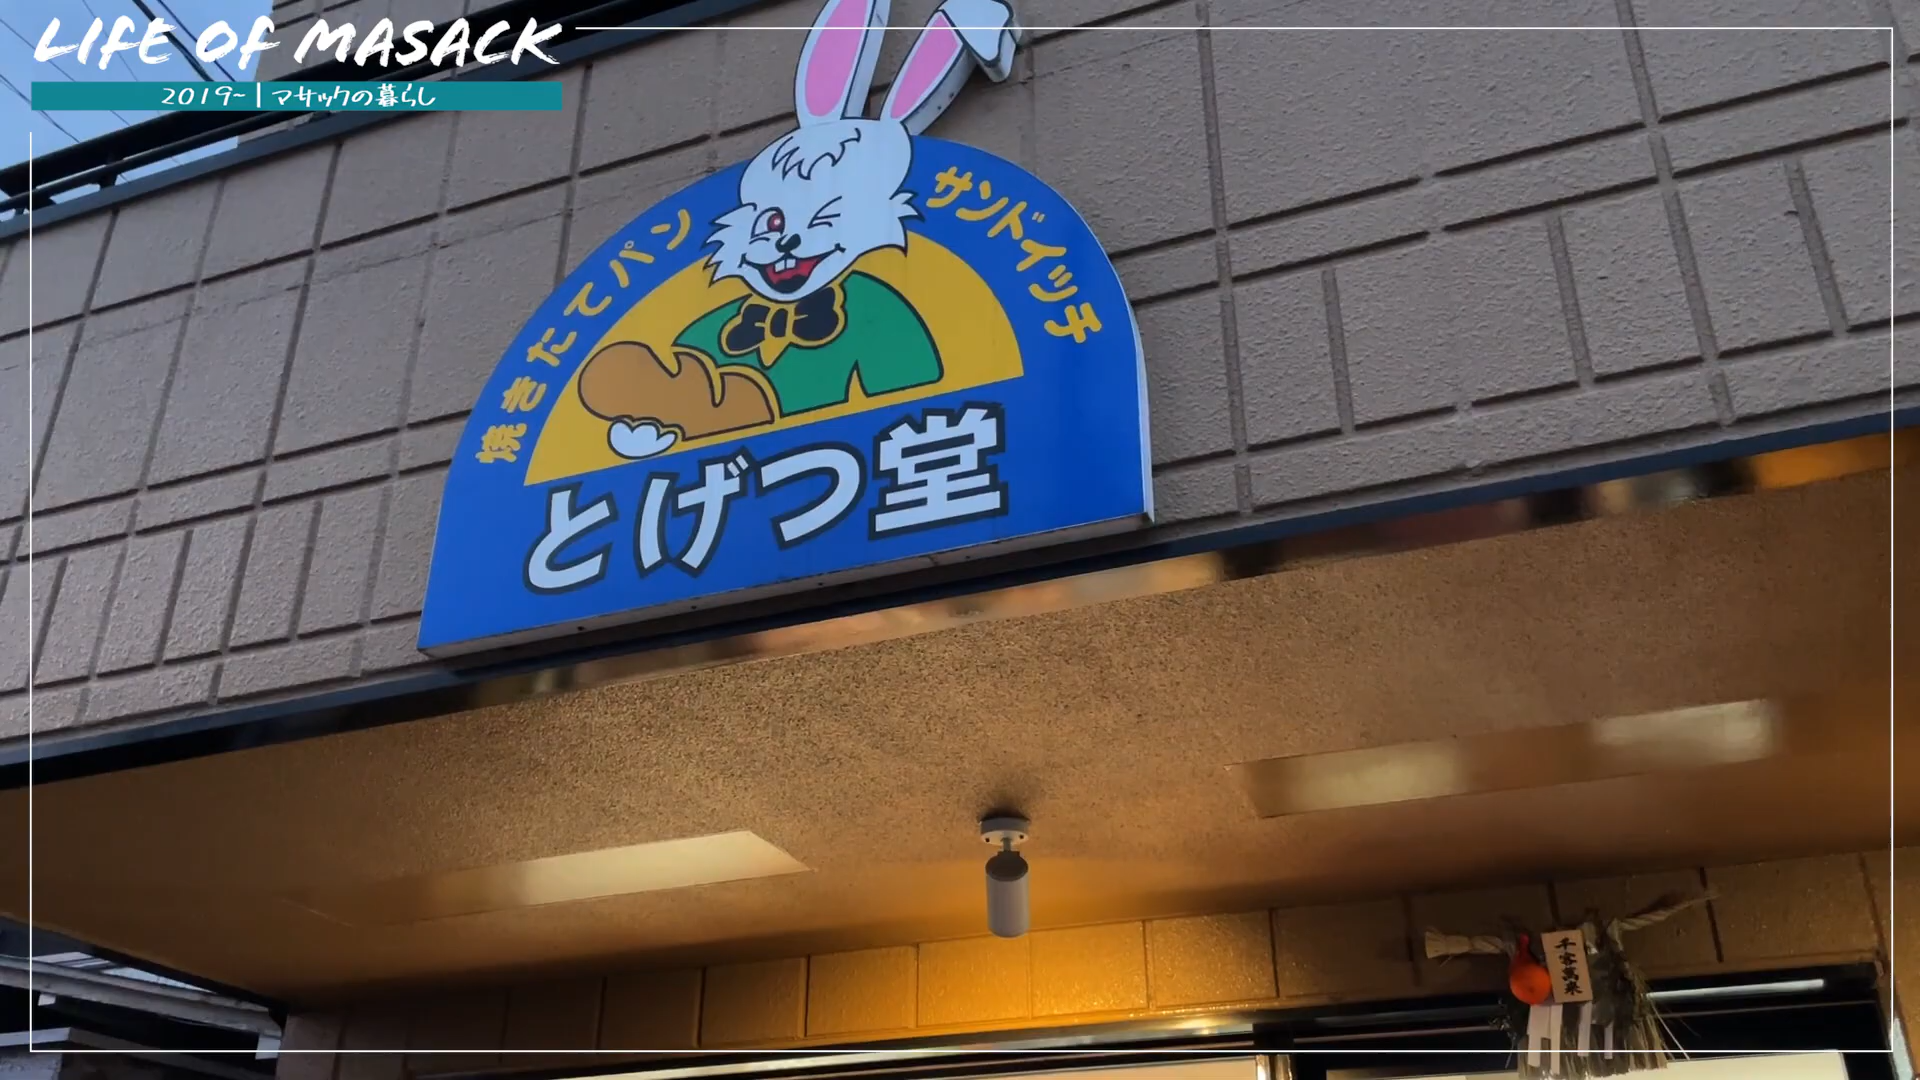 LIFE OF MASACK
2019~ | マサックの暮らし
焼きたてパン
サンドイッチ
とげつ堂
千客萬来